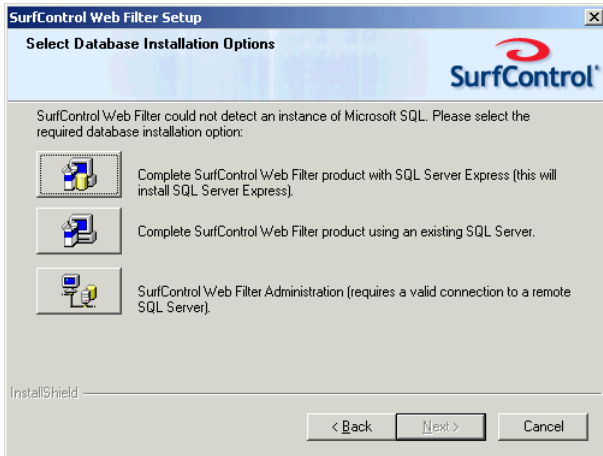 SurfControl Web Filter Setup
Select Database Installation Options
SurfControl
SurfControl Web Filter could not detect an instance of Microsoft SQL. Please select the
required database installation option:
Complete SurfControl Web Filter product with SQL Server Express (this will
install SQL Server Express).
Complete SurfControl Web Filter product using an existing SQL Server.
SurfControl Web Filter Administration (requires a valid connection to a remote
SQL Server).
InstallShield
< Back Next > Cancel